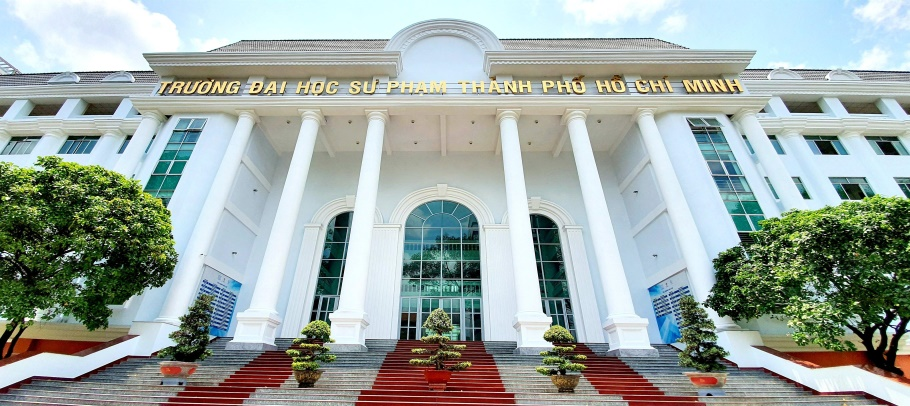 TRƯỜNG ĐẠI HỌC SƯ PHẠM THÀNH PHỐ HỒ CHÍ MINH